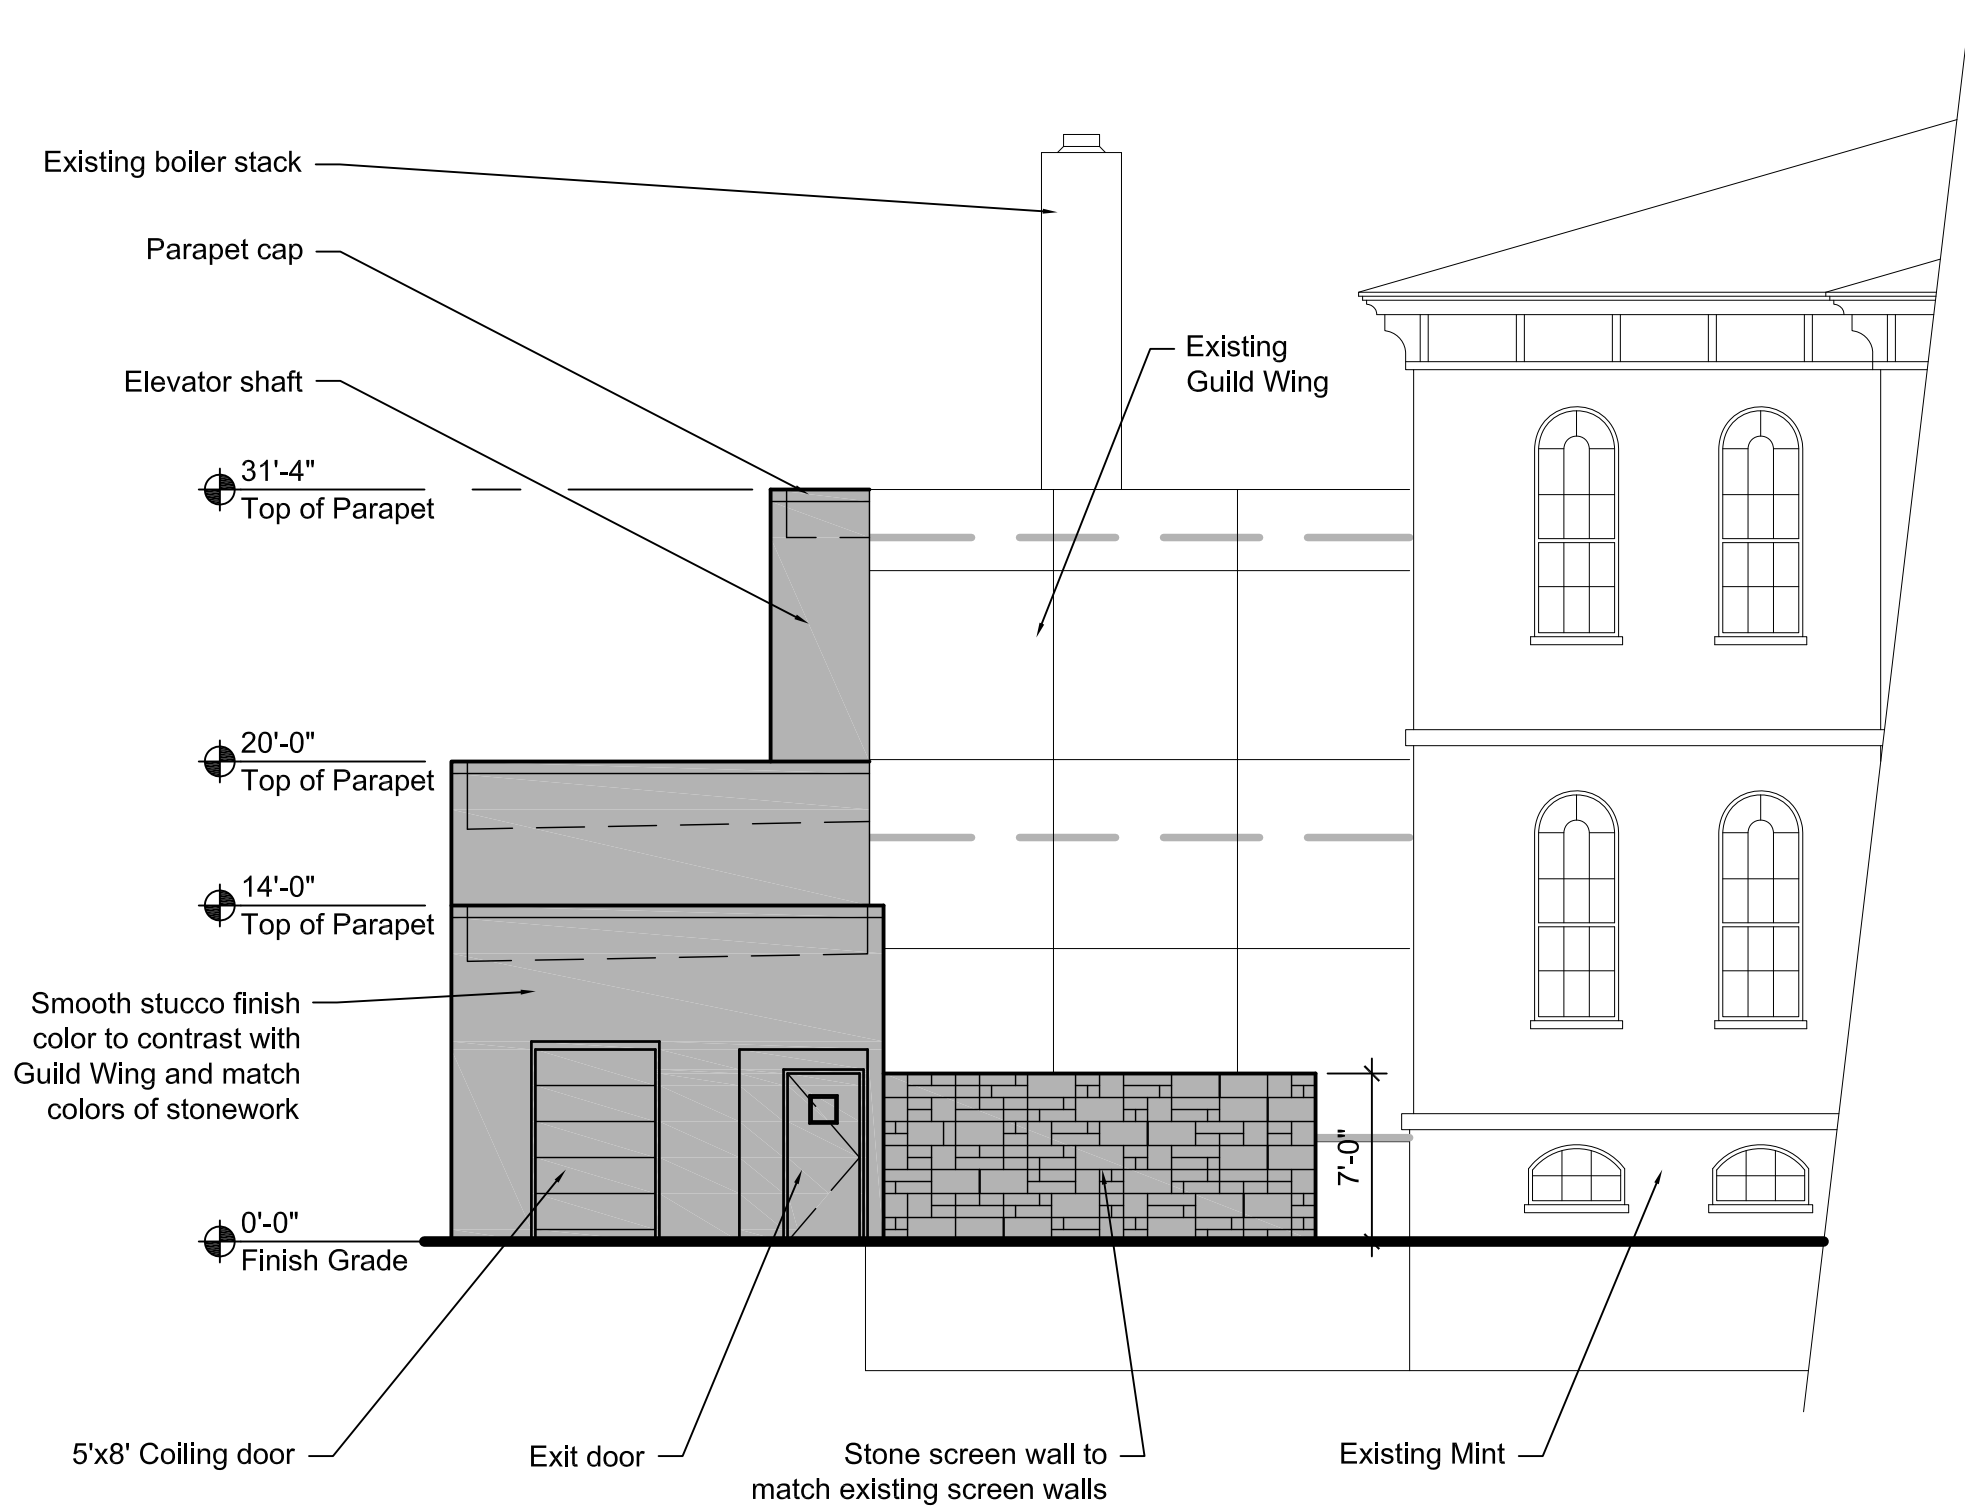 Existing boiler stack
Parapet cap
Existing
Guild Wing
Elevator shaft
31'-4"
Top of Parapet
20'-0"
Top of Parapet
14'-0"
Top of Parapet
Smooth stucco finish
color to contrast with
Guild Wing and match
colors of stonework
7'-0"
0'-0"
Finish Grade
5'x8' Coiling door
Exit door
Stone screen wall to
match existing screen walls
Existing Mint